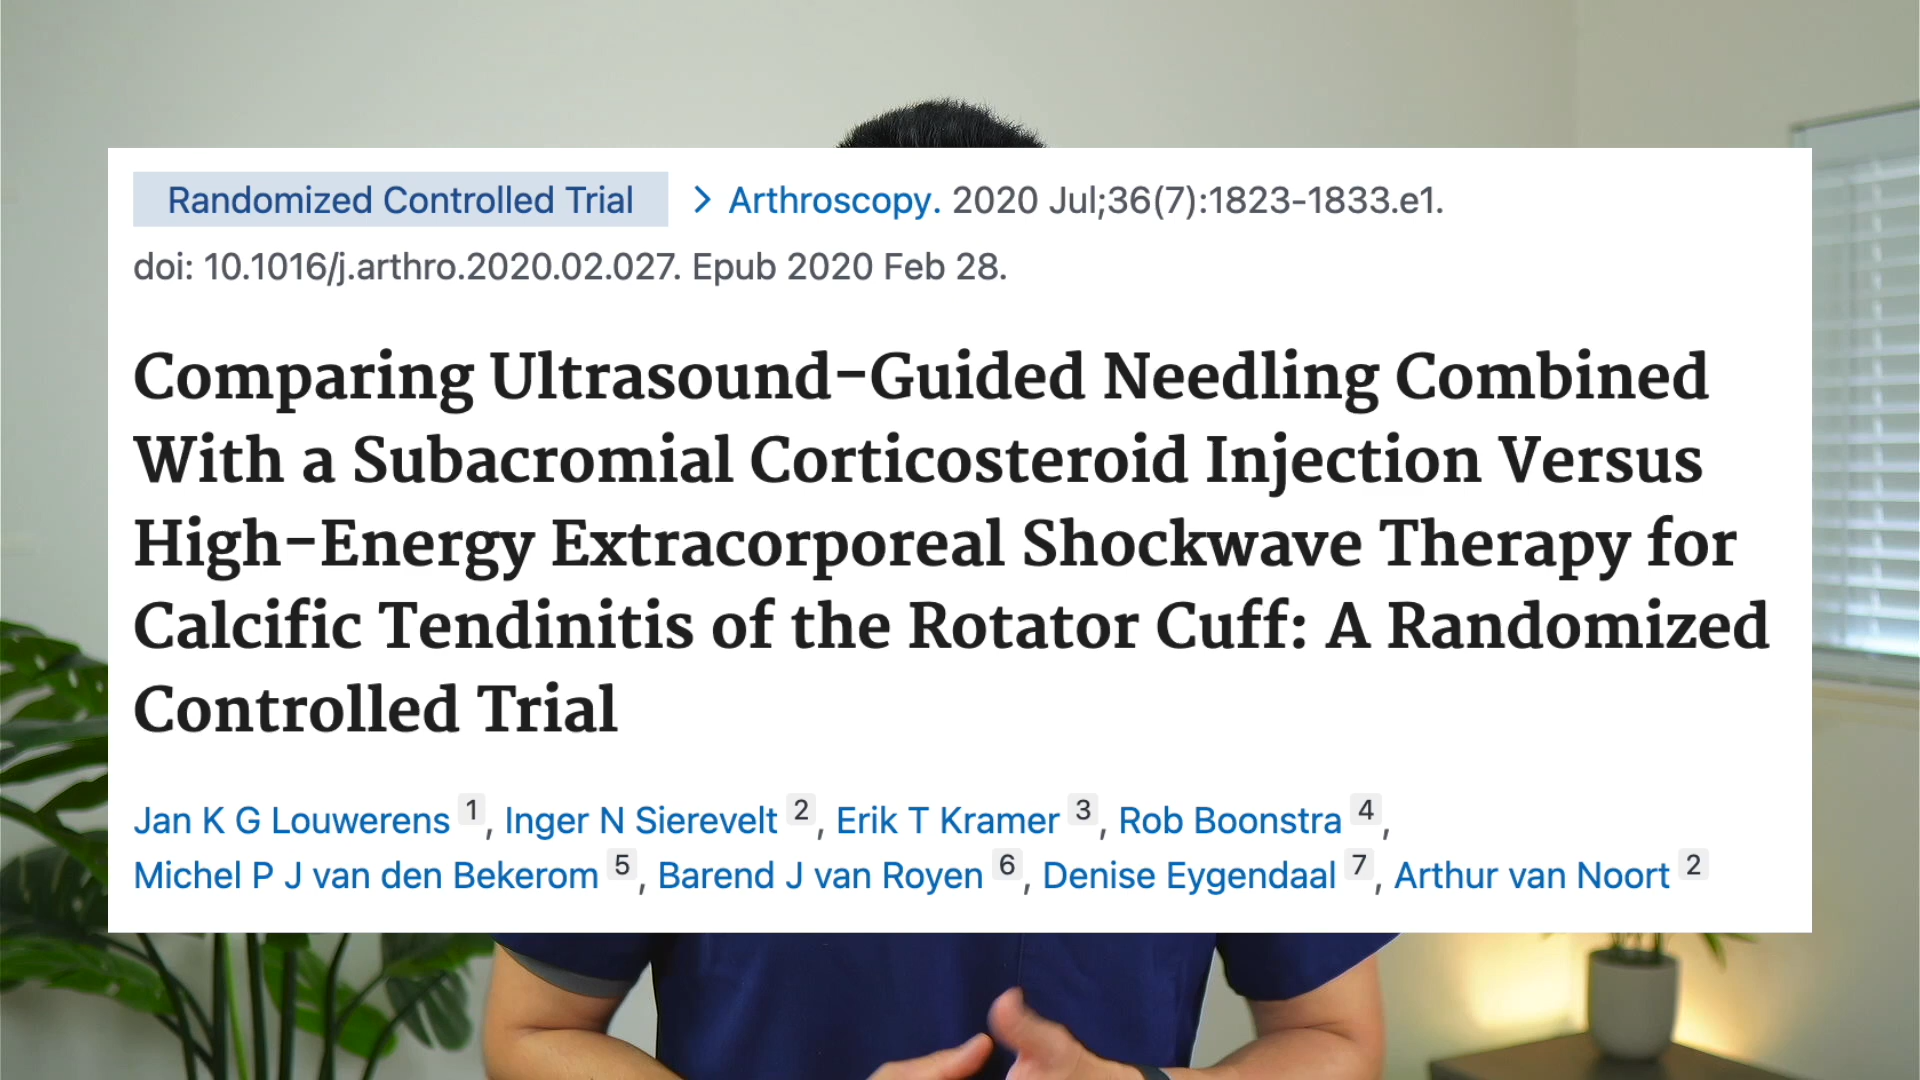 Randomized Controlled Trial > Arthroscopy. 2020 Jul;36(7):1823-1833.e1.
doi: 10.1016/j.arthro.2020.02.027. Epub 2020 Feb 28.
Comparing Ultrasound-Guided Needling Combined
With a Subacromial Corticosteroid Injection Versus
High-Energy Extracorporeal Shockwave Therapy for
Calcific Tendinitis of the Rotator Cuff: A Randomized
Controlled Trial
Jan K G Louwerens 1, Inger N Sierevelt 2, Erik T Kramer 3, Rob Boonstra 4,
Michel P J van den Bekerom 5, Barend J van Royen 6, Denise Eygendaal 7, Arthur van Noort 2